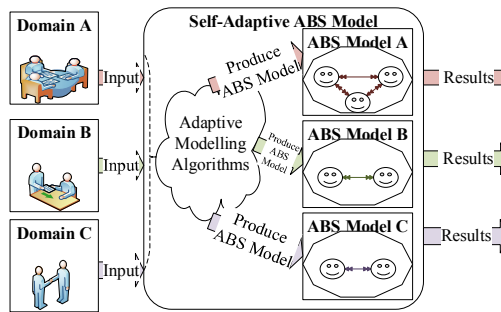 Self-Adaptive ABS Model
Domain A
Input
Domain B
Input
Domain C
Input
Adaptive
Modelling
Algorithms
Produce
ABS Model
Produce
ABS
Model
Produce
ABS Model
ABS Model A
ABS Model B
ABS Model C
Results
Results
Results